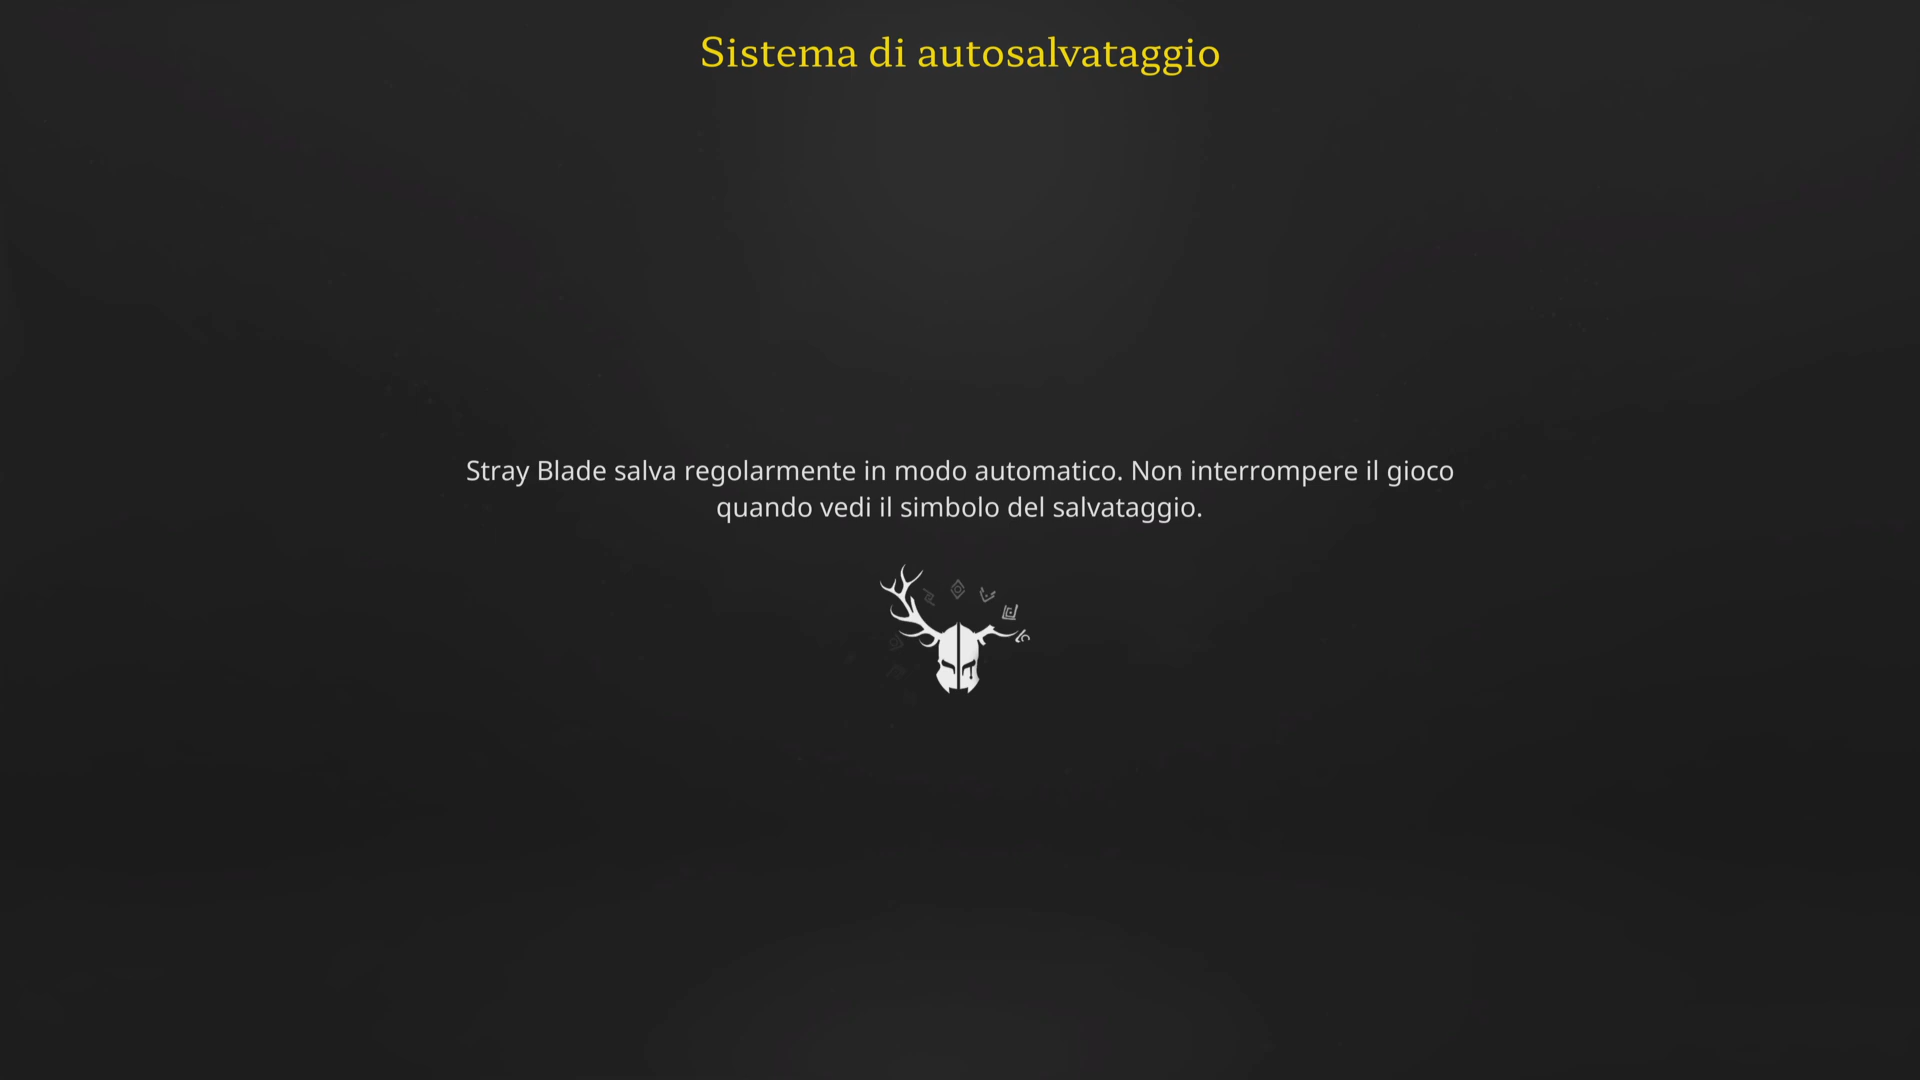 Sistema di autosalvataggio
Stray Blade salva regolarmente in modo automatico. Non interrompere il gioco
quando vedi il simbolo del salvataggio.